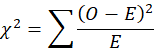 χ² = ∑ (O − E)² / E